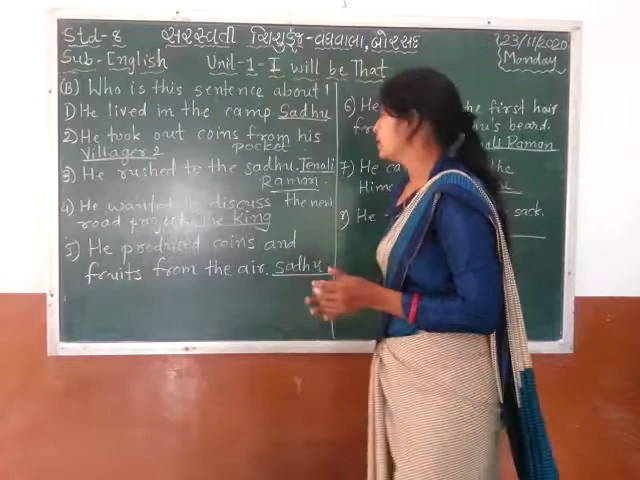 Std-8 સરસ્વતી શિશુકુંજ-વઘવાલા, બોરસદ 23/11/2020
Sub-English Unit-1-I will be That Monday
(B) Who is this sentence about?
1) He lived in the camp Sadhu
2) He took out coins from his
pocket
Villager 2
3) He rushed to the sadhu. Tenali
Raman.
4) He wanted to discuss the new
road project. The King
5) He produced coins and
fruits from the air. Sadhu
6) He the first hair
beard.
Raman
7) He the
8) He sack.